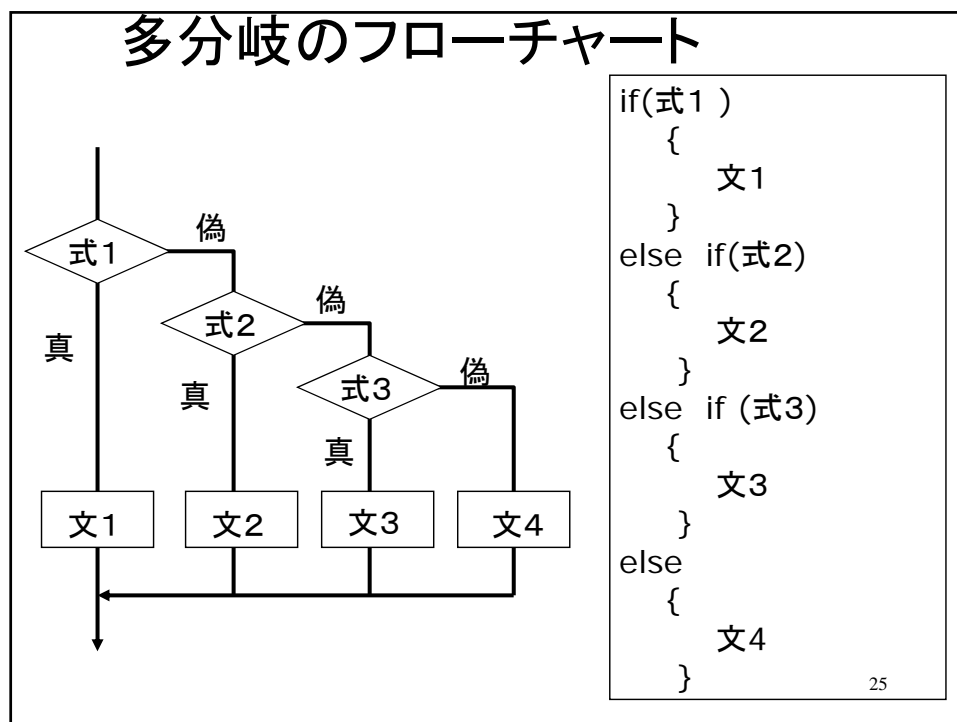 多分岐のフローチャート
式1
偽
式2
偽
式3
偽
真
真
真
文1
文2
文3
文4
if(式1 )
{
文1
}
else if(式2)
{
文2
}
else if (式3)
{
文3
}
else
{
文4
}
25